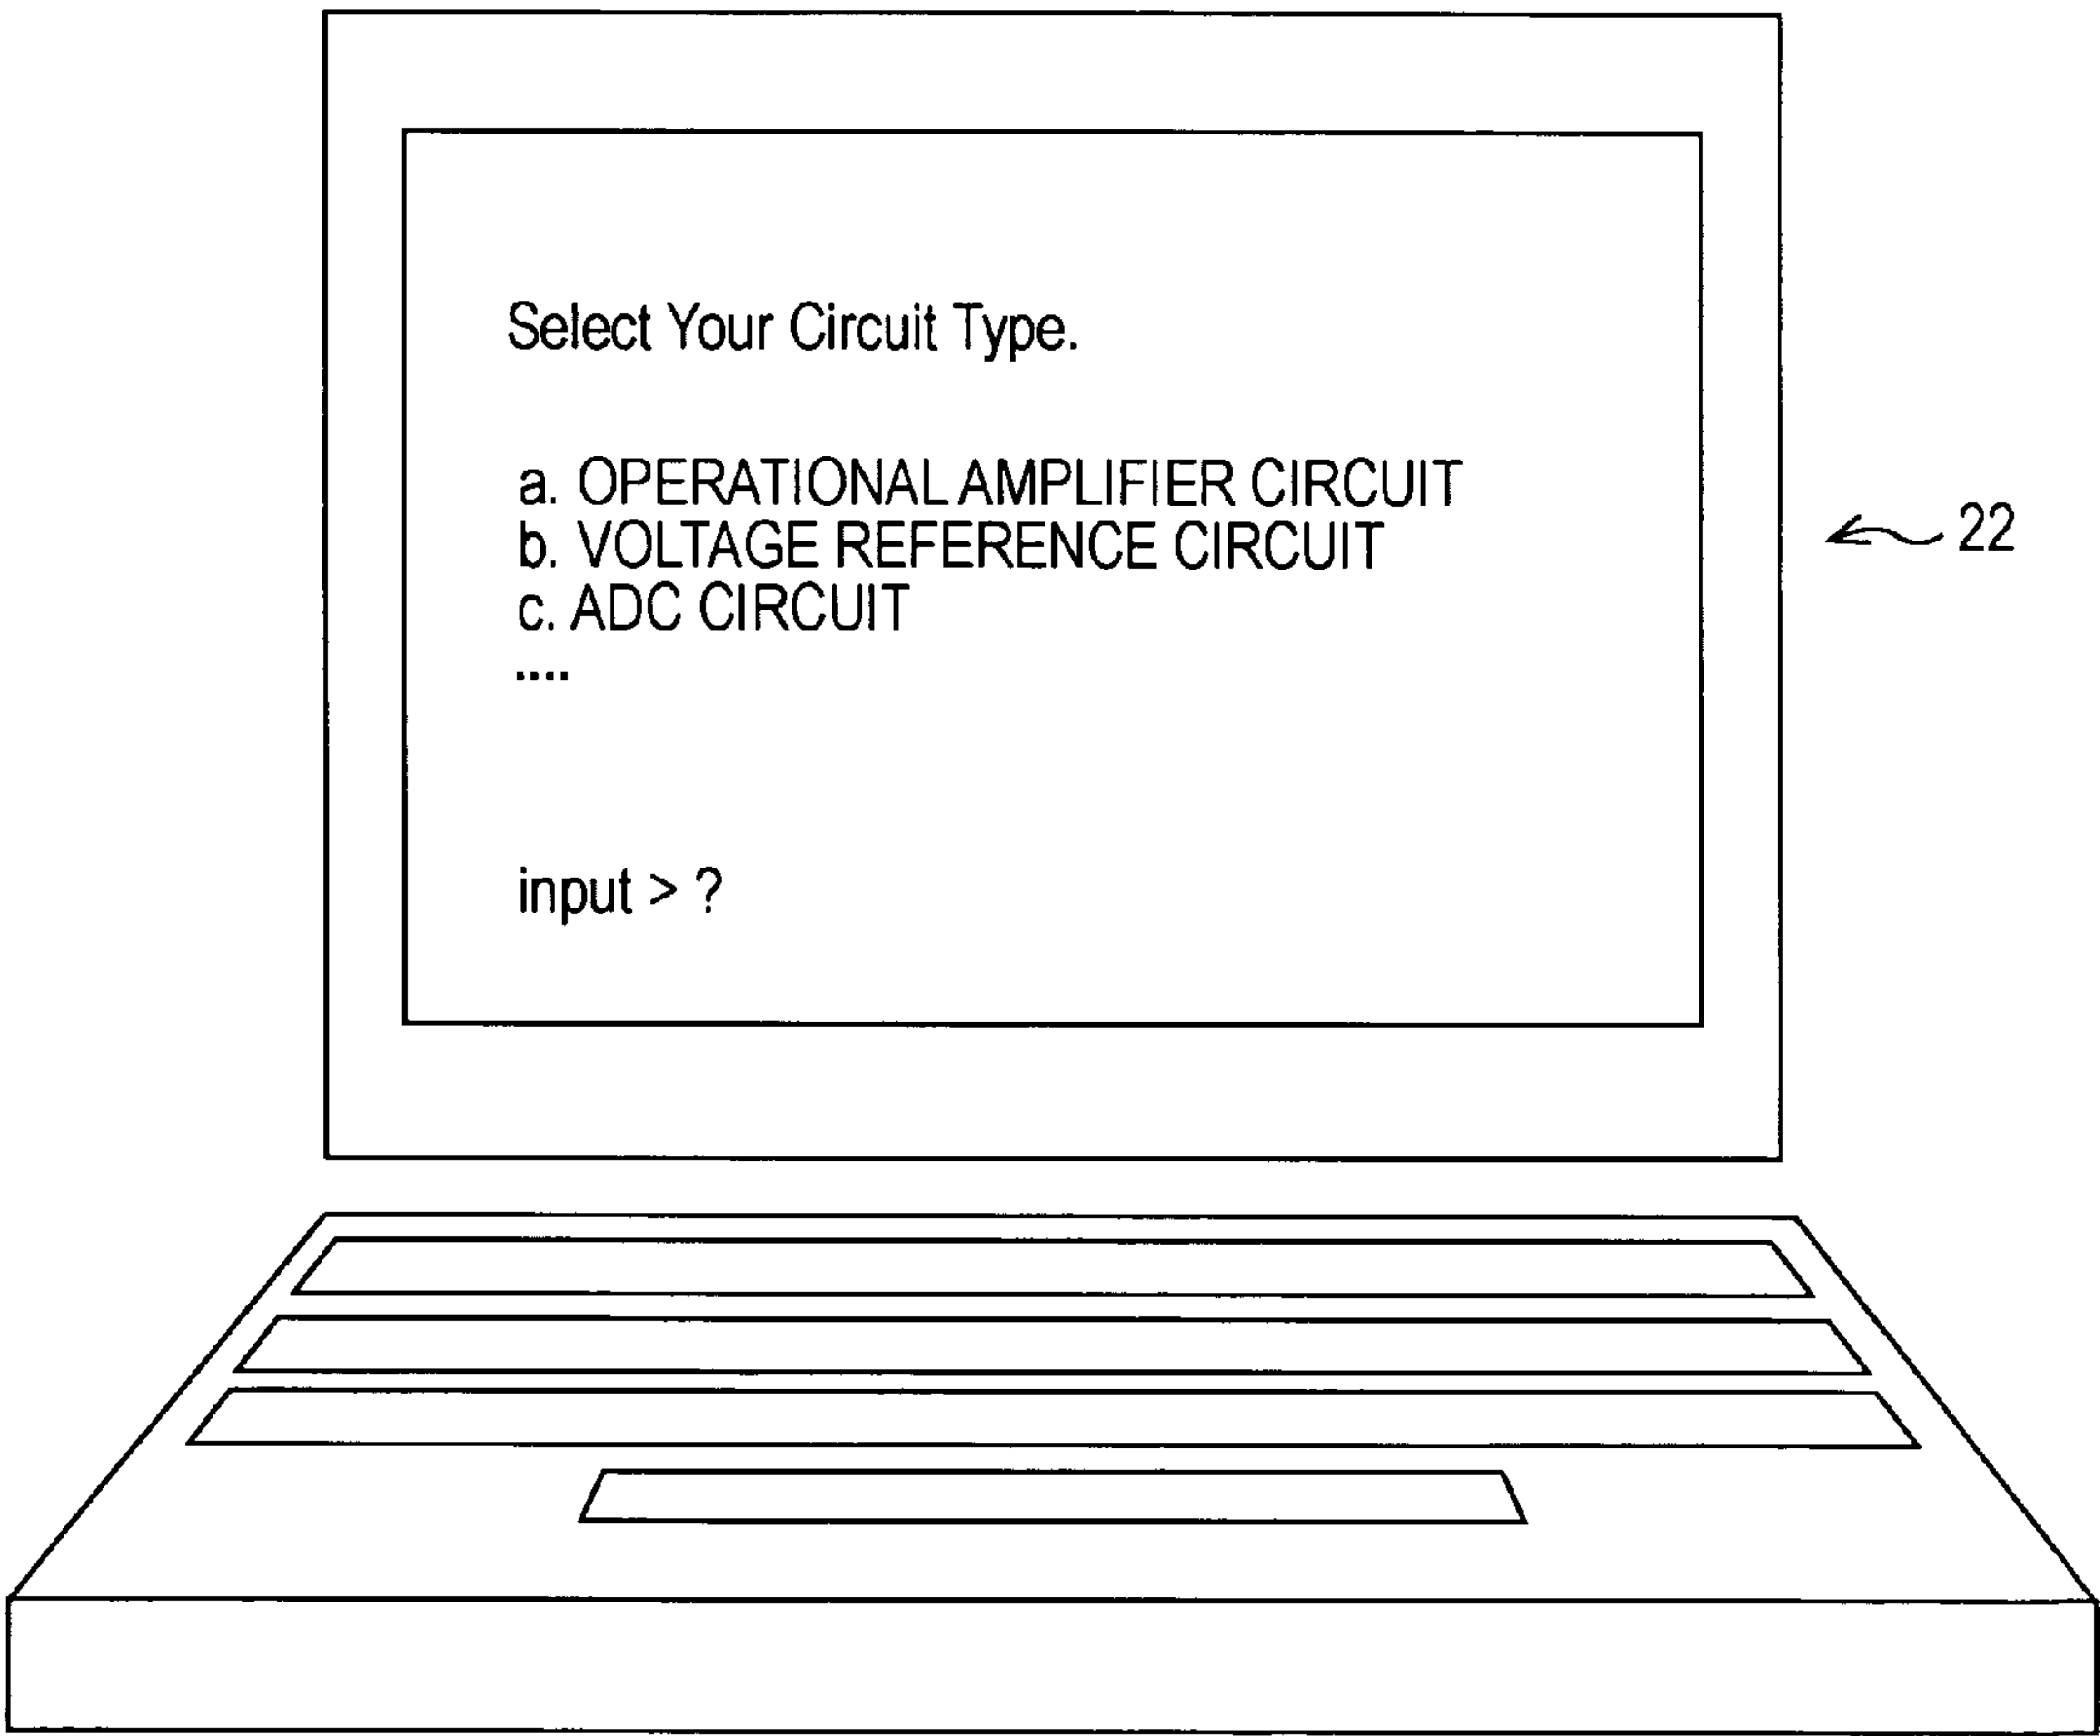 Select Your Circuit Type.
a. OPERATIONAL AMPLIFIER CIRCUIT
b. VOLTAGE REFERENCE CIRCUIT
c. ADC CIRCUIT
....
input > ?
22